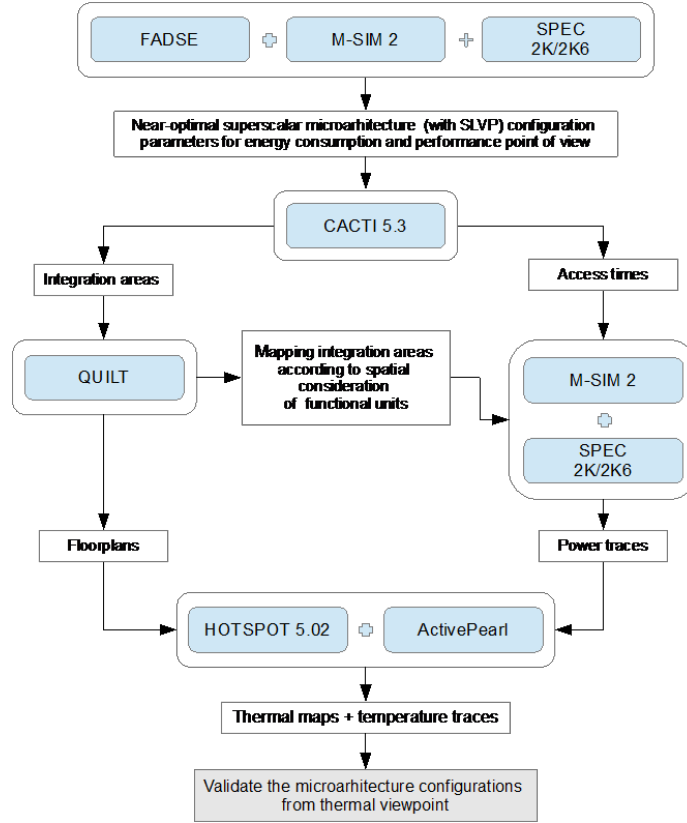 FADSE
M-SIM 2
SPEC
2K/2K6
Near-optimal superscalar microarhitecture (with SLVP) configuration
parameters for energy consumption and performance point of view
CACTI 5.3
Integration areas
Access times
QUILT
Mapping integration areas
according to spatial
consideration
of functional units
M-SIM 2
SPEC
2K/2K6
Floorplans
Power traces
HOTSPOT 5.02
ActivePearl
Thermal maps + temperature traces
Validate the microarhitecture configurations
from thermal viewpoint